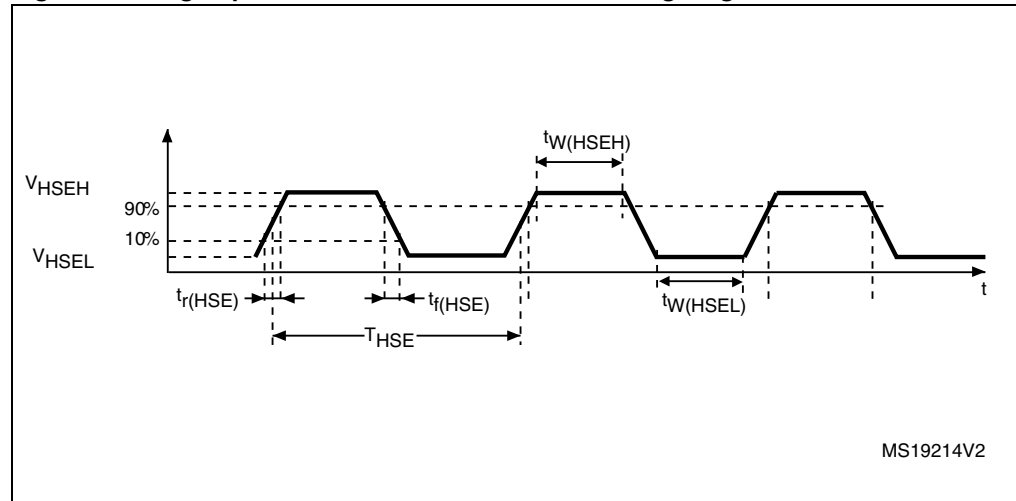 tW(HSEH)
VHSEH
90%
10%
VHSEL
tr(HSE)
tf(HSE)
tW(HSEL)
t
THSE
MS19214V2